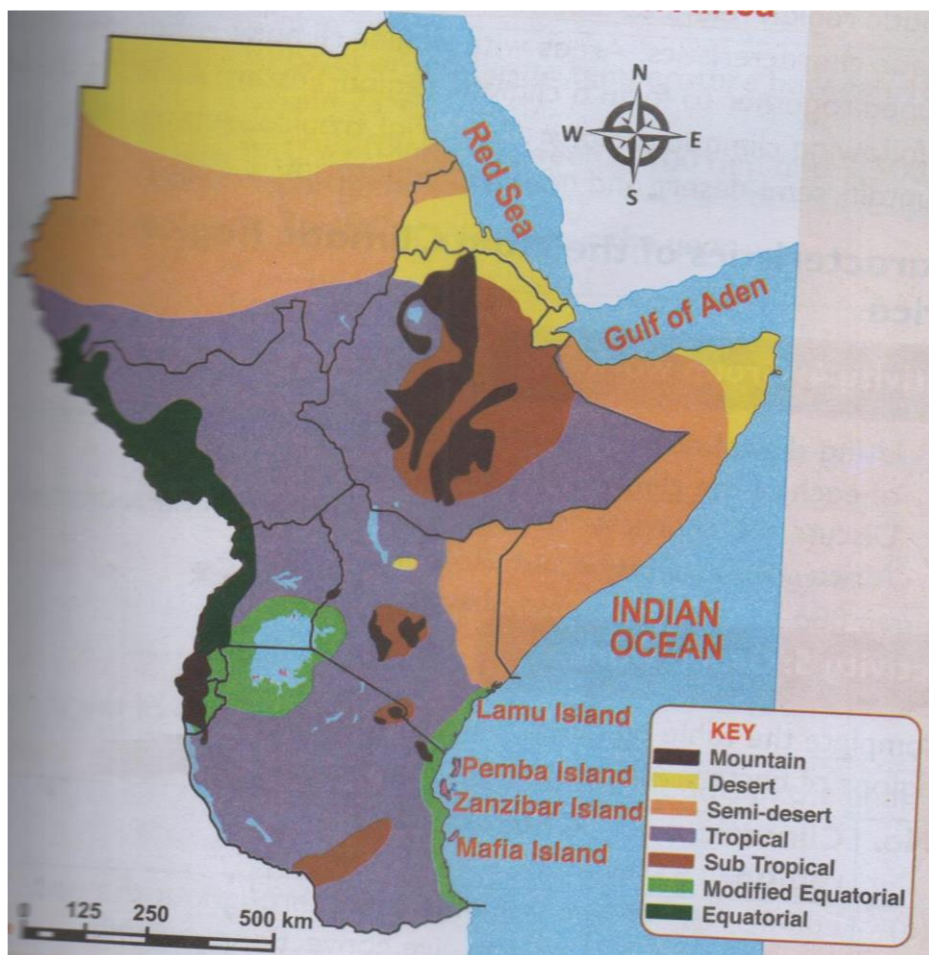 Africa
N
W E
S
Red Sea
Gulf of Aden
INDIAN
OCEAN
Lamu Island
Pemba Island
Zanzibar Island
Mafia Island
KEY
Mountain
Desert
Semi-desert
Tropical
Sub Tropical
Modified Equatorial
Equatorial
0 125 250 500 km